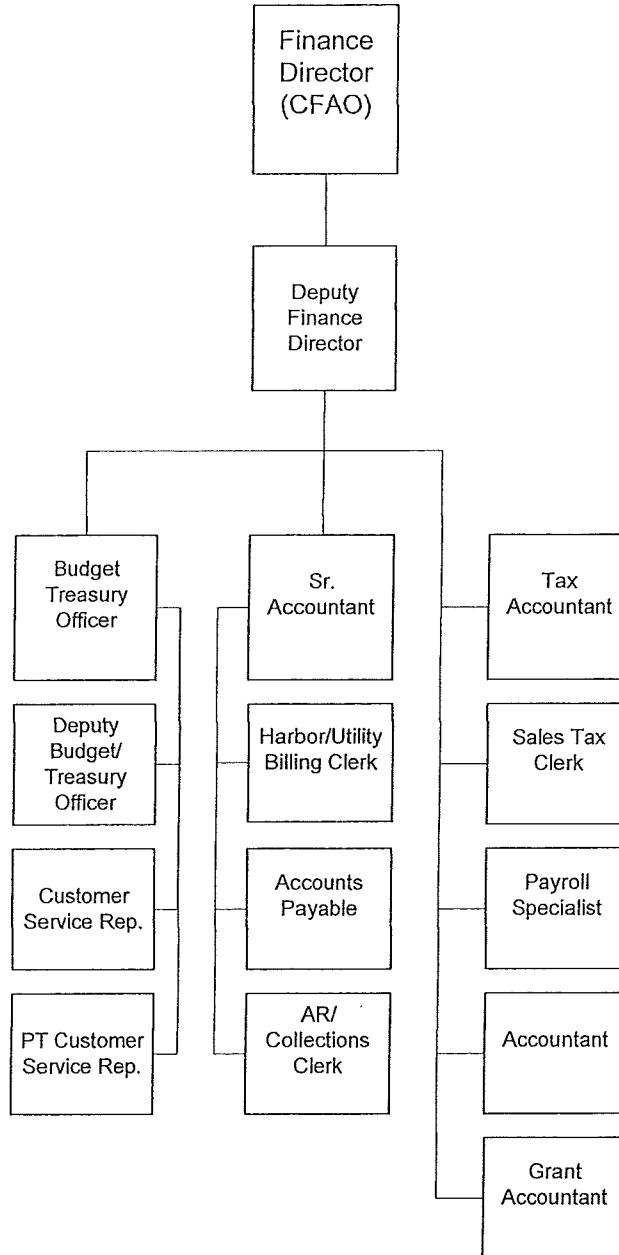 Finance
Director
(CFAO)
Deputy
Finance
Director
Budget
Treasury
Officer
Deputy
Budget/
Treasury
Officer
Customer
Service Rep.
PT Customer
Service Rep.
Sr.
Accountant
Harbor/Utility
Billing Clerk
Accounts
Payable
AR/
Collections
Clerk
Tax
Accountant
Sales Tax
Clerk
Payroll
Specialist
Accountant
Grant
Accountant